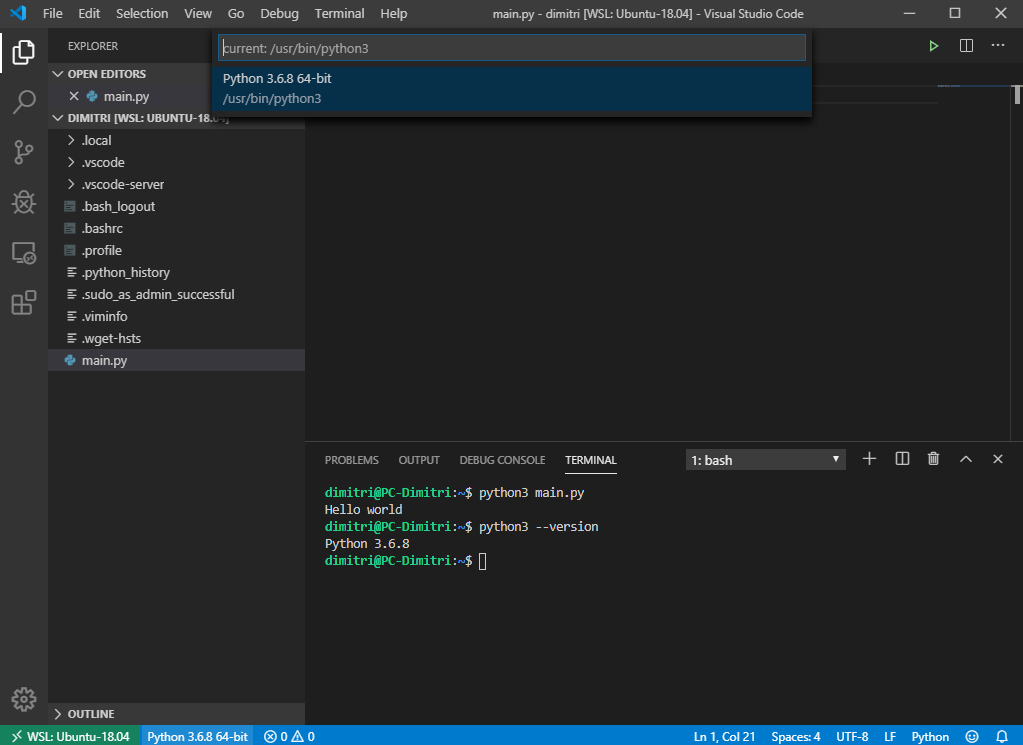 File Edit Selection View Go Debug Terminal Help main.py - dimitri [WSL: Ubuntu-18.04] - Visual Studio Code
EXPLORER
current: /usr/bin/python3
Python 3.6.8 64-bit
/usr/bin/python3
OPEN EDITORS
main.py
DIMITRI [WSL: UBUNTU-18.04]
.local
.vscode
.vscode-server
.bash_logout
.bashrc
.profile
.python_history
.sudo_as_admin_successful
.viminfo
.wget-hsts
main.py
PROBLEMS OUTPUT DEBUG CONSOLE TERMINAL 1: bash
dimitri@PC-Dimitri:~$ python3 main.py
Hello world
dimitri@PC-Dimitri:~$ python3 --version
Python 3.6.8
dimitri@PC-Dimitri:~$
OUTLINE
WSL: Ubuntu-18.04 Python 3.6.8 64-bit 0 0 Ln 1, Col 21 Spaces: 4 UTF-8 LF Python